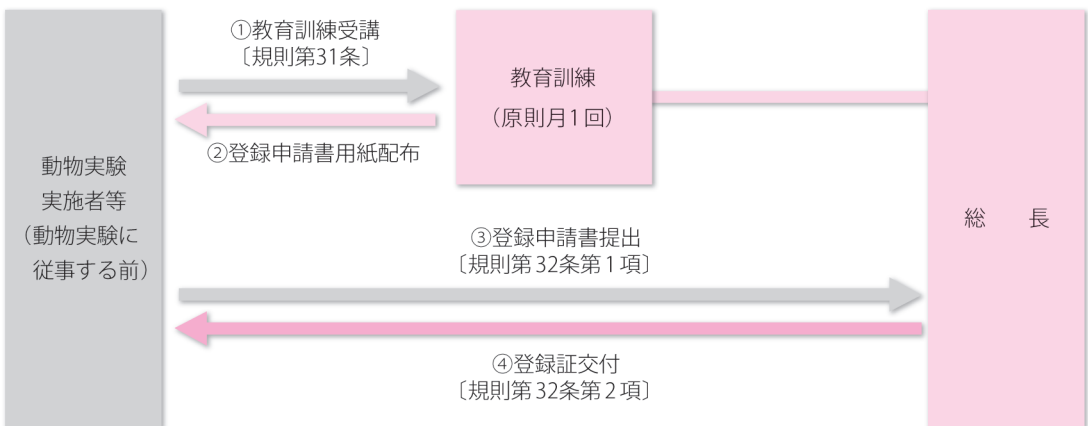 ①教育訓練受講
〔規則第31条〕
教育訓練
（原則月1回）
②登録申請書用紙配布
動物実験
実施者等
（動物実験に
従事する前）
③登録申請書提出
〔規則第32条第1項〕
総　　長
④登録証交付
〔規則第32条第2項〕